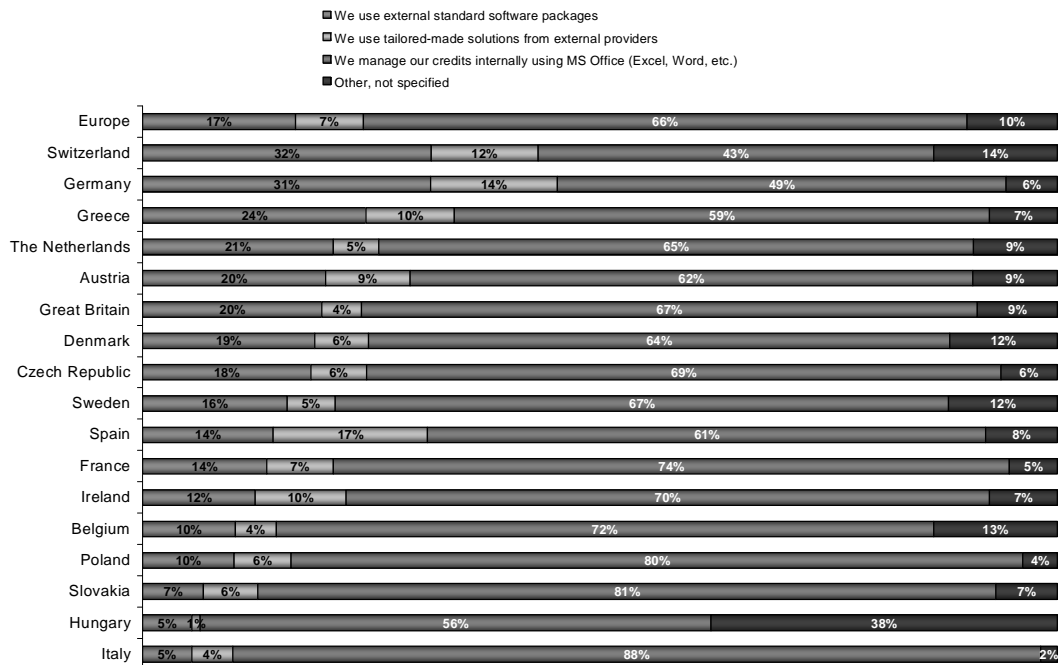 We use external standard software packages
We use tailored-made solutions from external providers
We manage our credits internally using MS Office (Excel, Word, etc.)
Other, not specified
Europe 17% 7% 66% 10%
Switzerland 32% 12% 43% 14%
Germany 31% 14% 49% 6%
Greece 24% 10% 59% 7%
The Netherlands 21% 5% 65% 9%
Austria 20% 9% 62% 9%
Great Britain 20% 4% 67% 9%
Denmark 19% 6% 64% 12%
Czech Republic 18% 6% 69% 6%
Sweden 16% 5% 67% 12%
Spain 14% 17% 61% 8%
France 14% 7% 74% 5%
Ireland 12% 10% 70% 7%
Belgium 10% 4% 72% 13%
Poland 10% 6% 80% 4%
Slovakia 7% 6% 81% 7%
Hungary 5% 1% 56% 38%
Italy 5% 4% 88% 2%